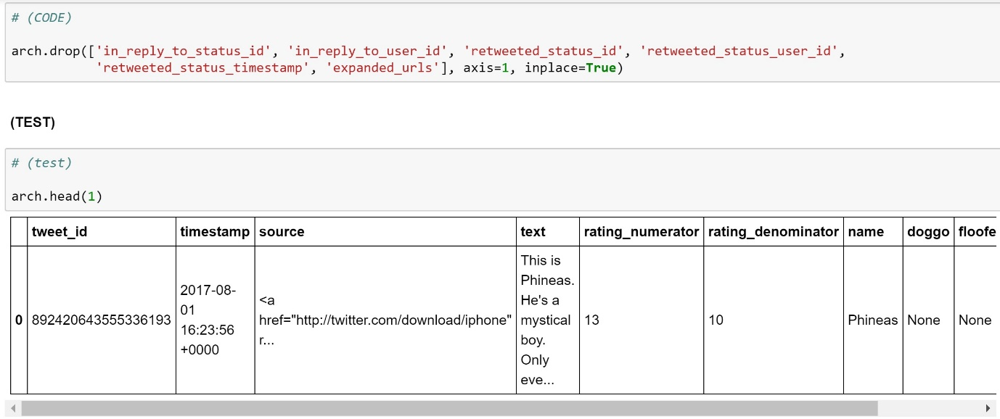 # (CODE)
arch.drop(['in_reply_to_status_id', 'in_reply_to_user_id', 'retweeted_status_id', 'retweeted_status_user_id',
'retweeted_status_timestamp', 'expanded_urls'], axis=1, inplace=True)
(TEST)
# (test)
arch.head(1)
tweet_id timestamp source text rating_numerator rating_denominator name doggo floofe
0 892420643555336193 2017-08-
01
16:23:56
+0000 <a
href="http://twitter.com/download/iphone"
r... This is
Phineas.
He's a
mystical
boy.
Only
eve... 13 10 Phineas None None